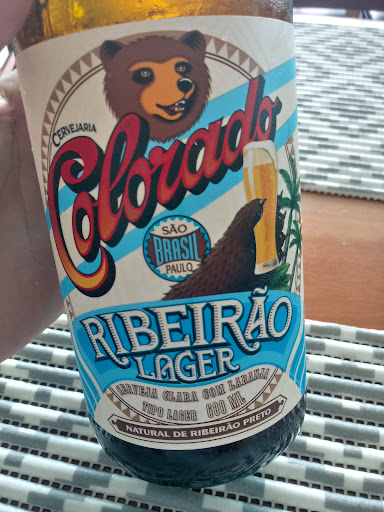 CERVEJARIA
Colorado
SÃO
BRASIL
PAULO
RIBEIRÃO
LAGER
CERVEJA CLARA COM LARANJA
TIPO LAGER 600 ML
NATURAL DE RIBEIRÃO PRETO